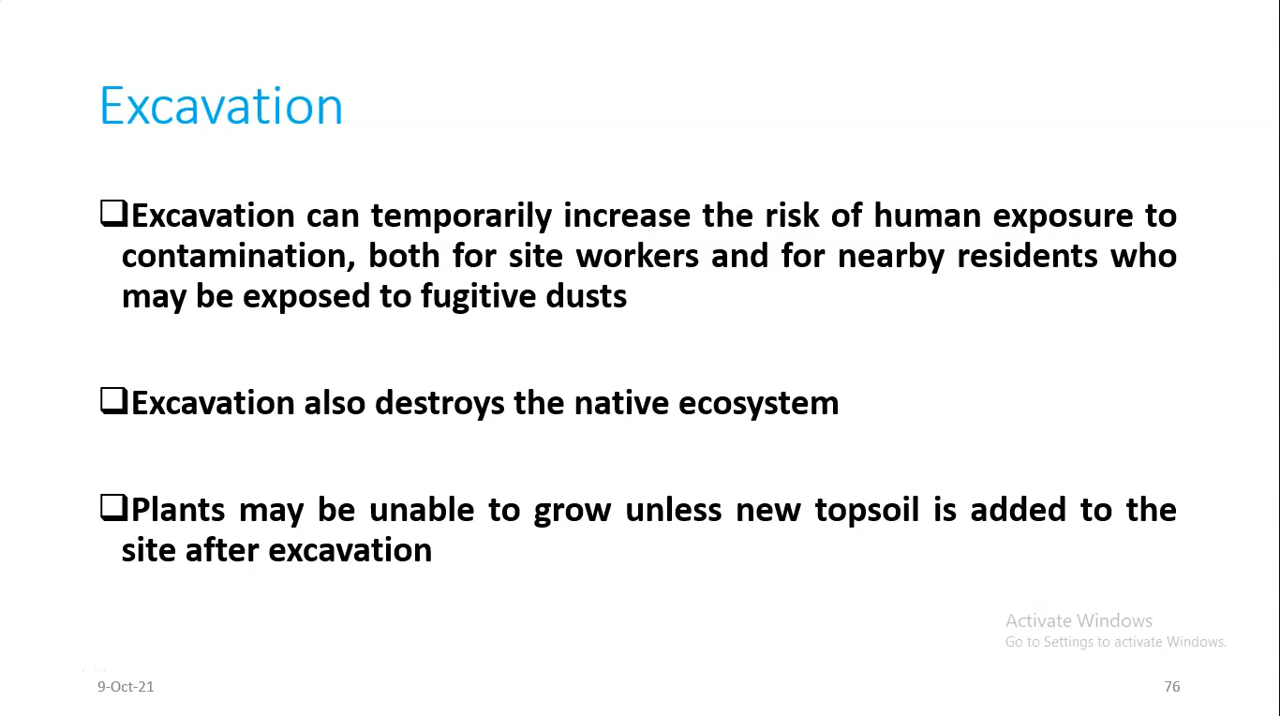 Excavation
❑Excavation can temporarily increase the risk of human exposure to
contamination, both for site workers and for nearby residents who
may be exposed to fugitive dusts
❑Excavation also destroys the native ecosystem
❑Plants may be unable to grow unless new topsoil is added to the
site after excavation
Activate Windows
Go to Settings to activate Windows.
9-Oct-21
76